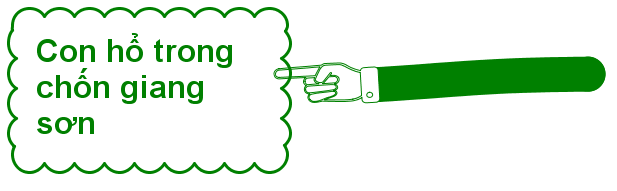 Con hổ trong
chốn giang
sơn